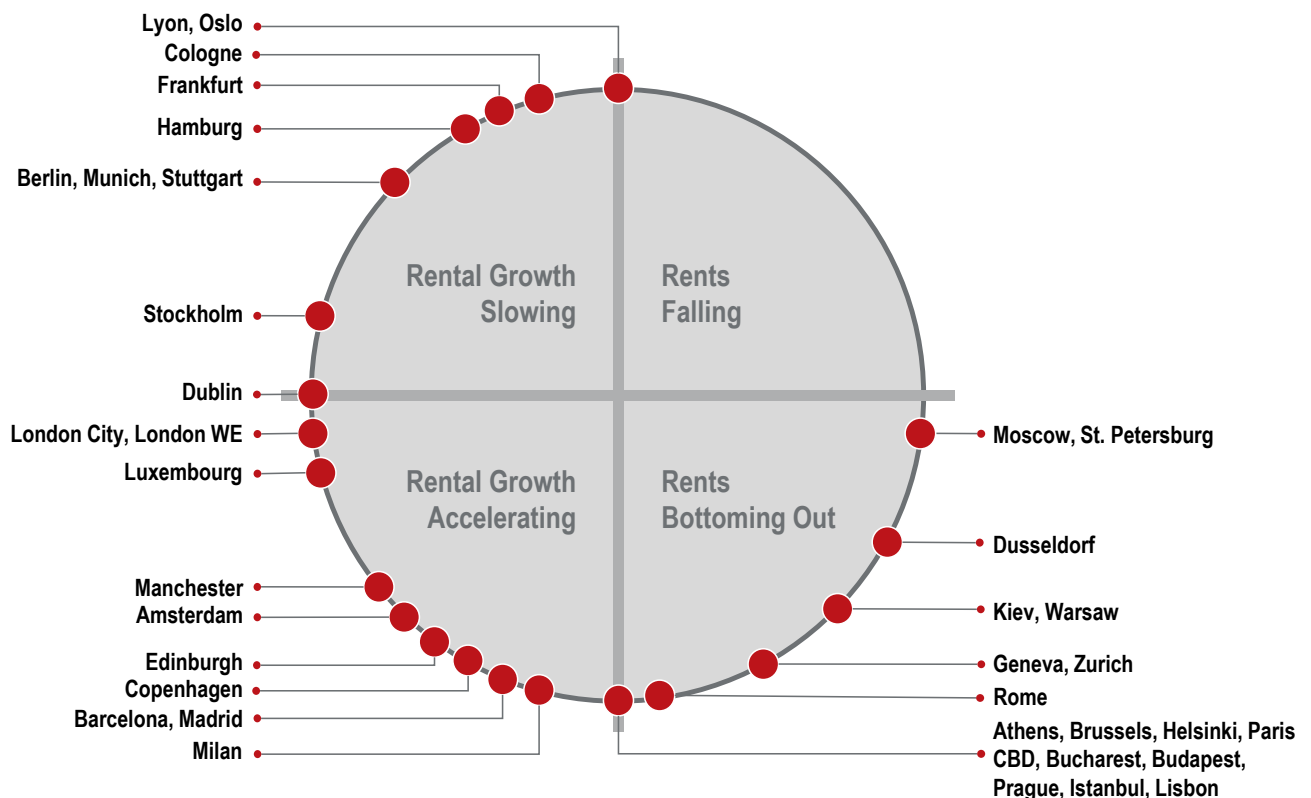 Lyon, Oslo
Cologne
Frankfurt
Hamburg
Berlin, Munich, Stuttgart
Stockholm
Dublin
London City, London WE
Luxembourg
Manchester
Amsterdam
Edinburgh
Copenhagen
Barcelona, Madrid
Milan
Rental Growth
Slowing
Rents
Falling
Rental Growth
Accelerating
Rents
Bottoming Out
Moscow, St. Petersburg
Dusseldorf
Kiev, Warsaw
Geneva, Zurich
Rome
Athens, Brussels, Helsinki, Paris
CBD, Bucharest, Budapest,
Prague, Istanbul, Lisbon